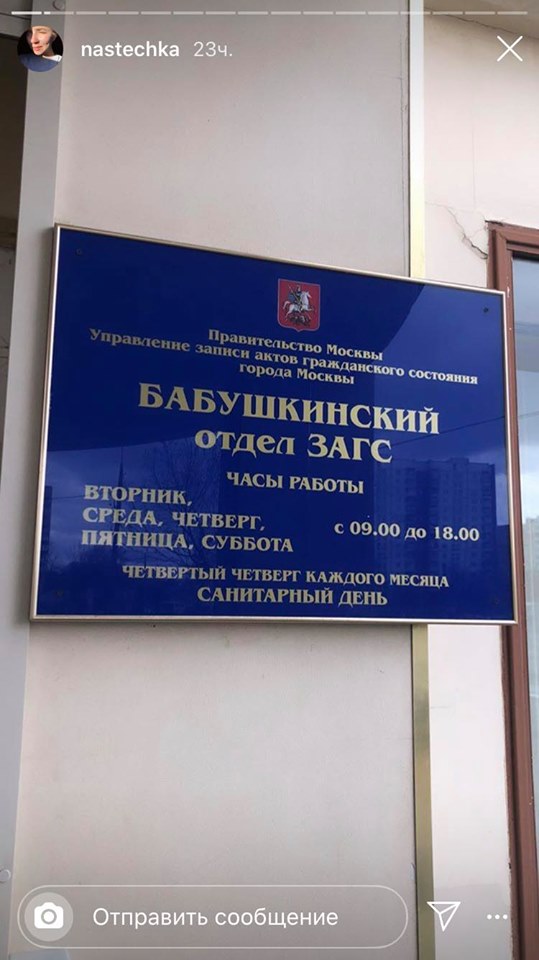 nastechka 23ч.
Правительство Москвы
Управление записи актов гражданского состояния
города Москвы
БАБУШКИНСКИЙ
отдел ЗАГС
ЧАСЫ РАБОТЫ
ВТОРНИК,
СРЕДА, ЧЕТВЕРГ,
ПЯТНИЦА, СУББОТА
с 09.00 до 18.00
ЧЕТВЕРТЫЙ ЧЕТВЕРГ КАЖДОГО МЕСЯЦА
САНИТАРНЫЙ ДЕНЬ
Отправить сообщение